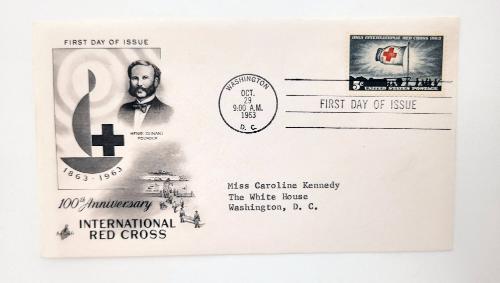 FIRST DAY OF ISSUE
HENRI DUNANT
FOUNDER
1863 - 1963
100th Anniversary
INTERNATIONAL
RED CROSS
WASHINGTON
OCT.
29
9:00 A.M.
1963
D. C.
1863 INTERNATIONAL RED CROSS 1963
5c
UNITED STATES POSTAGE
FIRST DAY OF ISSUE
Miss Caroline Kennedy
The White House
Washington, D. C.